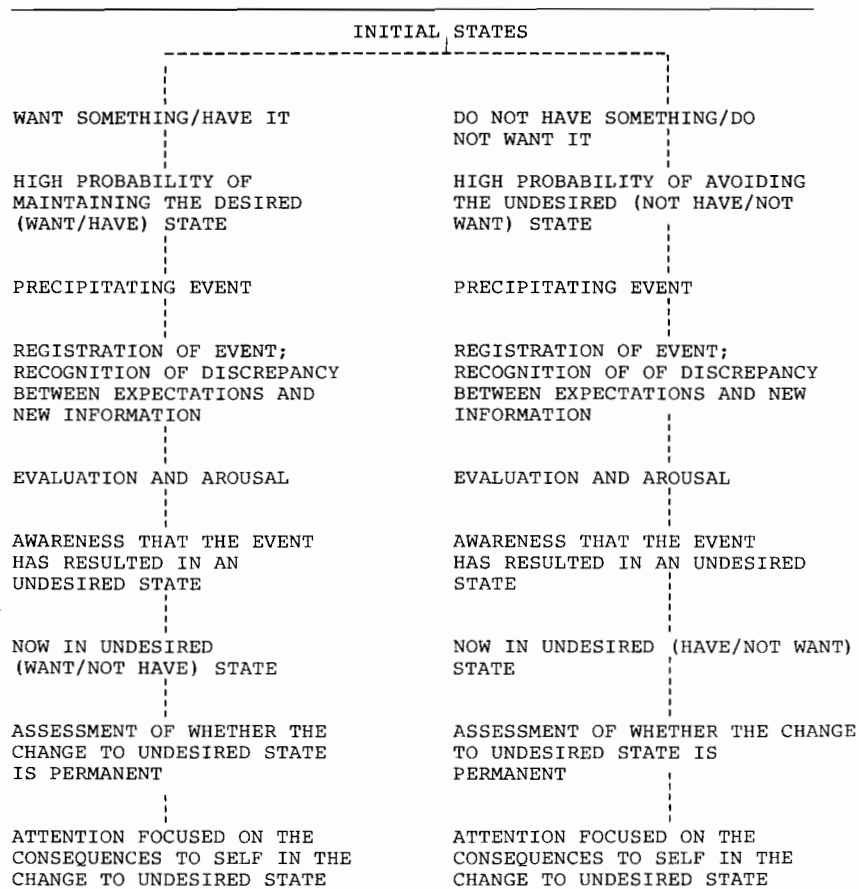 INITIAL STATES
WANT SOMETHING/HAVE IT
HIGH PROBABILITY OF
MAINTAINING THE DESIRED
(WANT/HAVE) STATE
PRECIPITATING EVENT
REGISTRATION OF EVENT;
RECOGNITION OF DISCREPANCY
BETWEEN EXPECTATIONS AND
NEW INFORMATION
EVALUATION AND AROUSAL
AWARENESS THAT THE EVENT
HAS RESULTED IN AN
UNDESIRED STATE
NOW IN UNDESIRED
(WANT/NOT HAVE) STATE
ASSESSMENT OF WHETHER THE
CHANGE TO UNDESIRED STATE
IS PERMANENT
ATTENTION FOCUSED ON THE
CONSEQUENCES TO SELF IN THE
CHANGE TO UNDESIRED STATE
DO NOT HAVE SOMETHING/DO
NOT WANT IT
HIGH PROBABILITY OF AVOIDING
THE UNDESIRED (NOT HAVE/NOT
WANT) STATE
PRECIPITATING EVENT
REGISTRATION OF EVENT;
RECOGNITION OF OF DISCREPANCY
BETWEEN EXPECTATIONS AND NEW
INFORMATION
EVALUATION AND AROUSAL
AWARENESS THAT THE EVENT
HAS RESULTED IN AN UNDESIRED
STATE
NOW IN UNDESIRED (HAVE/NOT WANT)
STATE
ASSESSMENT OF WHETHER THE CHANGE
TO UNDESIRED STATE IS
PERMANENT
ATTENTION FOCUSED ON THE
CONSEQUENCES TO SELF IN THE
CHANGE TO UNDESIRED STATE